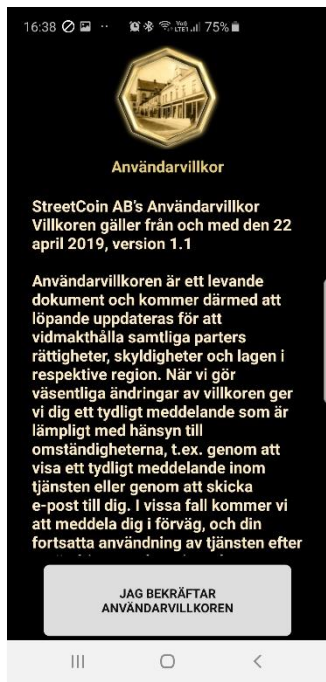 16:38
VoD LTE1 75%
Användarvillkor
StreetCoin AB's Användarvillkor
Villkoren gäller från och med den 22
april 2019, version 1.1
Användarvillkoren är ett levande
dokument och kommer därmed att
löpande uppdateras för att
vidmakthålla samtliga parters
rättigheter, skyldigheter och lagen i
respektive region. När vi gör
väsentliga ändringar av villkoren ger
vi dig ett tydligt meddelande som är
lämpligt med hänsyn till
omständigheterna, t.ex. genom att
visa ett tydligt meddelande inom
tjänsten eller genom att skicka
e-post till dig. I vissa fall kommer vi
att meddela dig i förväg, och din
fortsatta användning av tjänsten efter
JAG BEKRÄFTAR
ANVÄNDARVILLKOREN